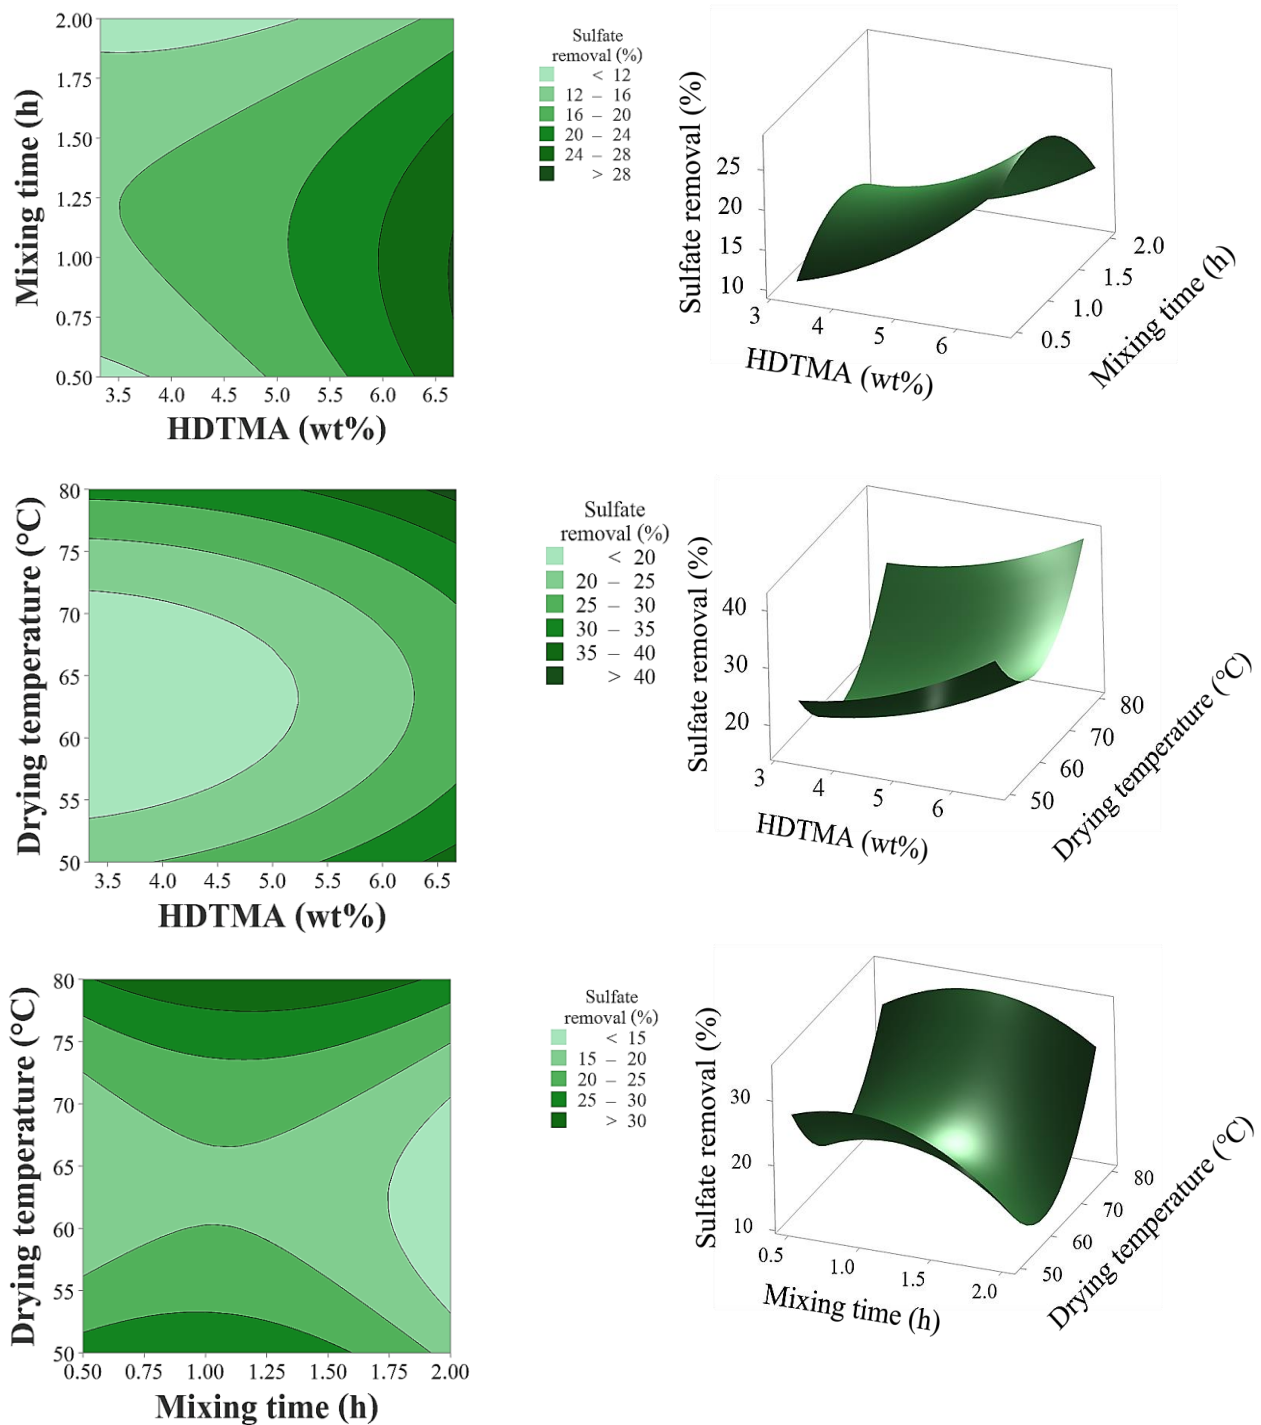 2.00
1.75
1.50
1.25
1.00
0.75
0.50
Mixing time (h)
3.5 4.0 4.5 5.0 5.5 6.0 6.5
HDTMA (wt%)
Sulfate
removal (%)
< 12
12 – 16
16 – 20
20 – 24
24 – 28
> 28
Sulfate removal (%)
25
20
15
10
3 4 5 6
HDTMA (wt%)
2.0
1.5
1.0
0.5
Mixing time (h)
80
75
70
65
60
55
50
Drying temperature (°C)
3.5 4.0 4.5 5.0 5.5 6.0 6.5
HDTMA (wt%)
Sulfate
removal (%)
< 20
20 – 25
25 – 30
30 – 35
35 – 40
> 40
Sulfate removal (%)
40
30
20
3 4 5 6
HDTMA (wt%)
80
70
60
50
Drying temperature (°C)
80
75
70
65
60
55
50
Drying temperature (°C)
0.50 0.75 1.00 1.25 1.50 1.75 2.00
Mixing time (h)
Sulfate
removal (%)
< 15
15 – 20
20 – 25
25 – 30
> 30
Sulfate removal (%)
30
20
10
0.5 1.0 1.5 2.0
Mixing time (h)
80
70
60
50
Drying temperature (°C)